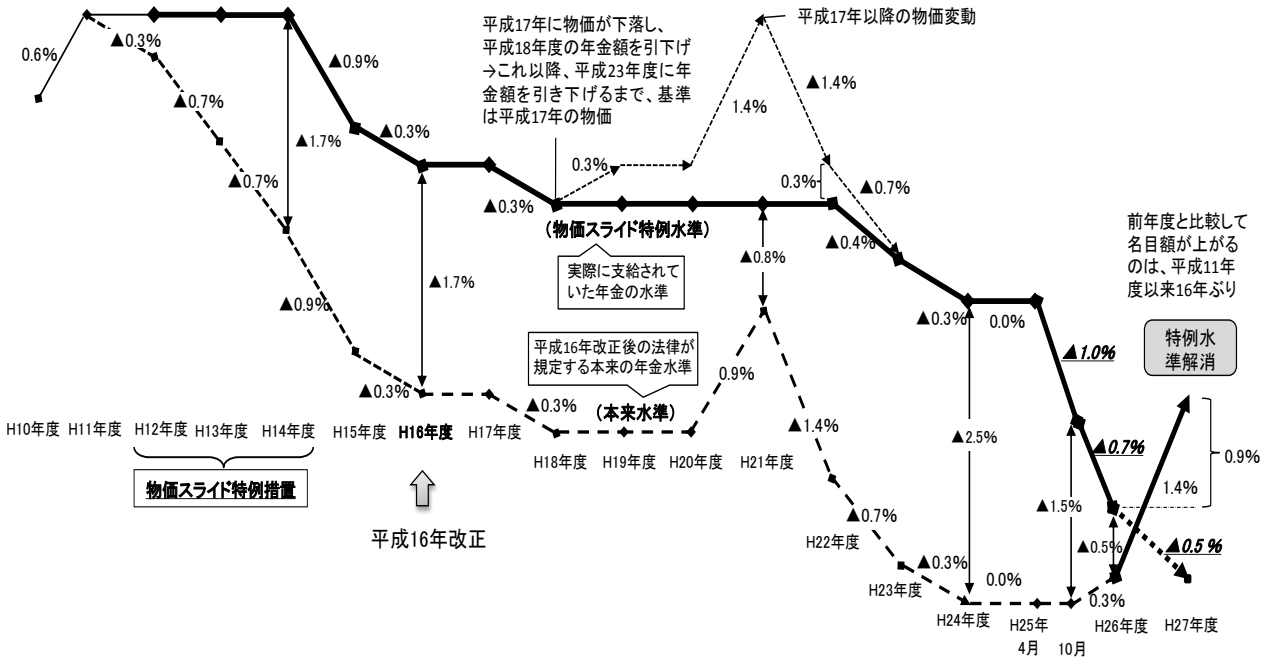 平成17年に物価が下落し、
平成18年度の年金額を引下げ
→これ以降、平成23年度に年
金額を引き下げるまで、基準
は平成17年の物価
平成17年以降の物価変動
0.6%
▲0.3%
▲0.7%
▲0.7%
▲0.9%
▲0.3%
▲1.7%
▲0.9%
▲0.3%
▲1.7%
▲0.3%
0.3%
1.4%
▲1.4%
0.3%
▲0.7%
▲0.4%
(物価スライド特例水準)
実際に支給されて
いた年金の水準
▲0.8%
平成16年改正後の法律が
規定する本来の年金水準
(本来水準)
▲0.3%
0.9%
▲1.4%
▲0.7%
▲0.3%
▲0.3%
0.0%
0.0%
▲2.5%
▲1.0%
▲0.7%
▲1.5%
▲0.5%
0.3%
▲0.5 %
1.4%
0.9%
前年度と比較して
名目額が上がる
のは、平成11年
度以来16年ぶり
特例水
準解消
H10年度
H11年度
H12年度
H13年度
H14年度
H15年度
H16年度
H17年度
H18年度
H19年度
H20年度
H21年度
H22年度
H23年度
H24年度
H25年
4月
10月
H26年度
H27年度
物価スライド特例措置
平成16年改正